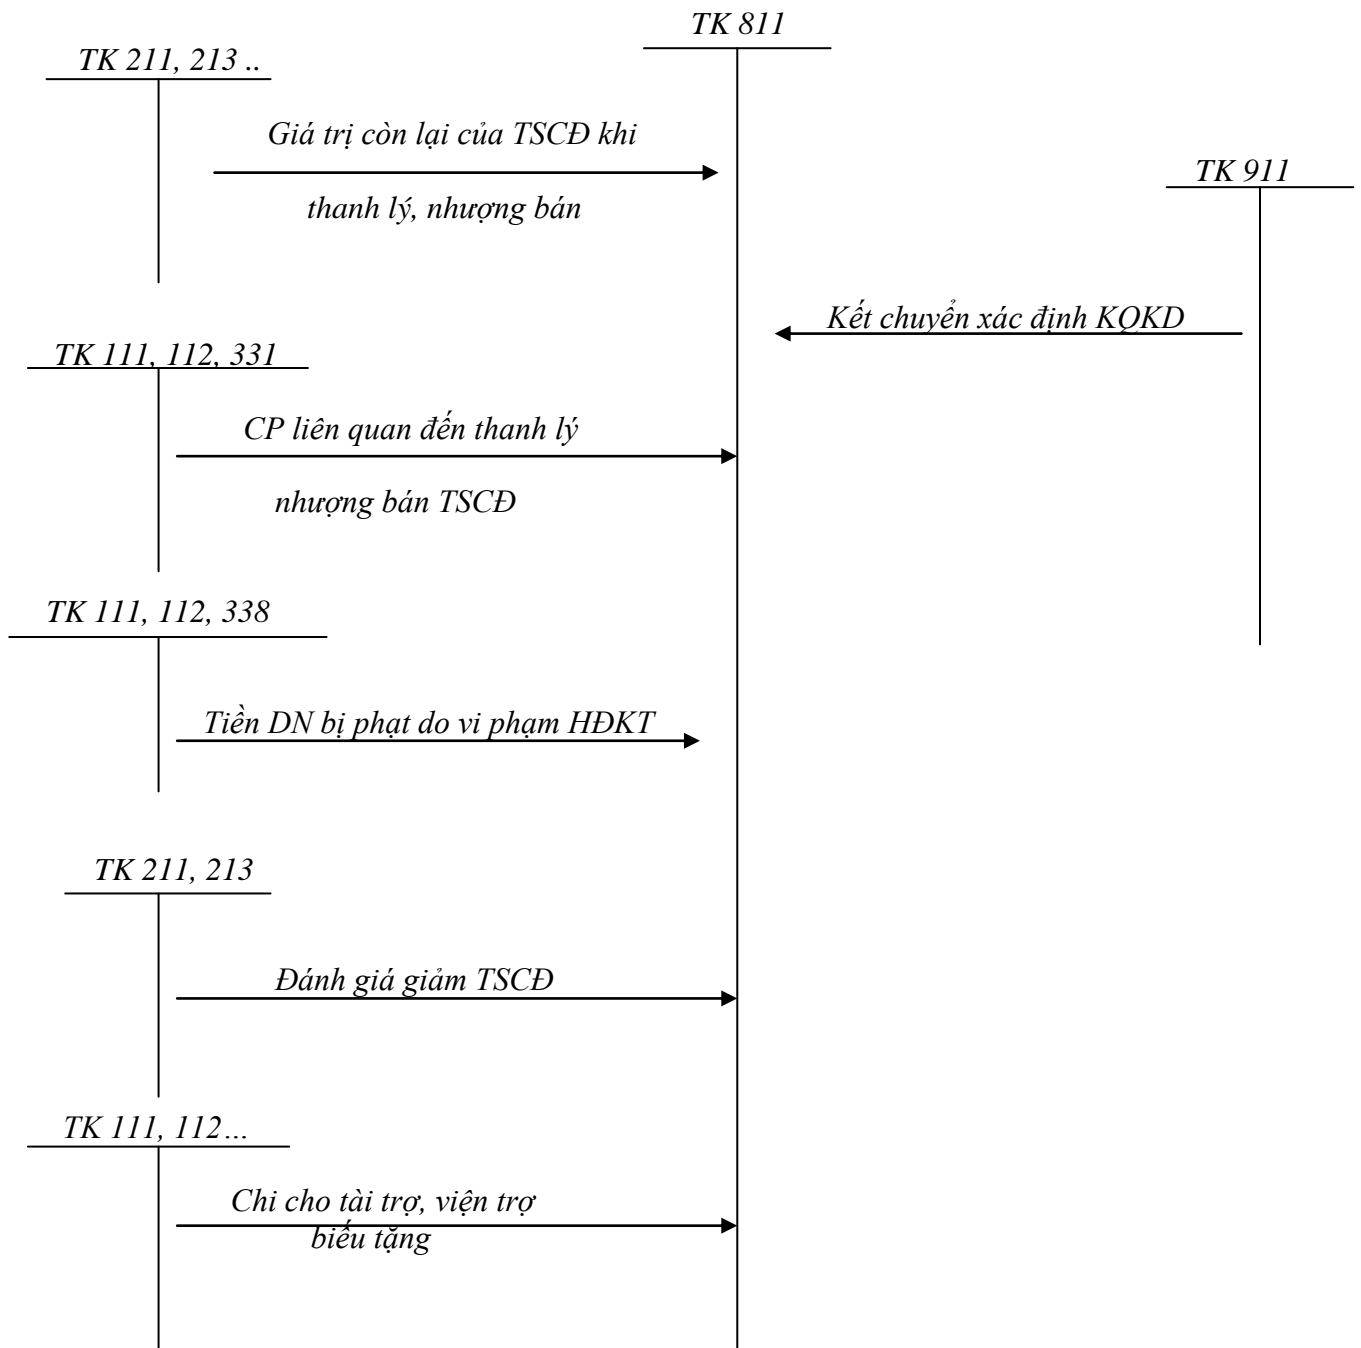 TK 811
TK 211, 213 ..
Giá trị còn lại của TSCĐ khi
thanh lý, nhượng bán
TK 911
Kết chuyển xác định KQKD
TK 111, 112, 331
CP liên quan đến thanh lý
nhượng bán TSCĐ
TK 111, 112, 338
Tiền DN bị phạt do vi phạm HĐKT
TK 211, 213
Đánh giá giảm TSCĐ
TK 111, 112...
Chi cho tài trợ, viện trợ
biếu tặng